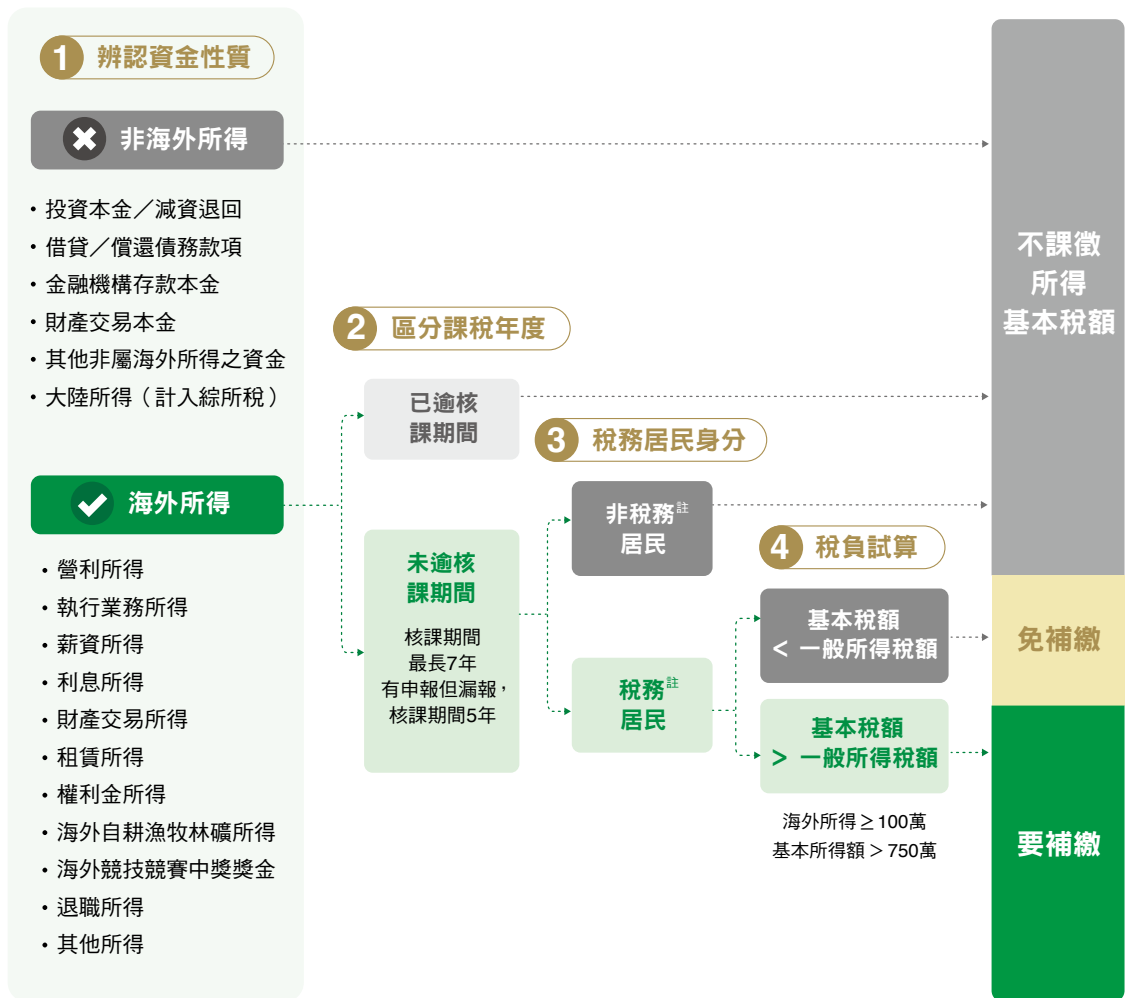 1 辨認資金性質
非海外所得
・投資本金／減資退回
・借貸／償還債務款項
・金融機構存款本金
・財產交易本金
・其他非屬海外所得之資金
・大陸所得（計入綜所稅）
海外所得
・營利所得
・執行業務所得
・薪資所得
・利息所得
・財產交易所得
・租賃所得
・權利金所得
・海外自耕漁牧林礦所得
・海外競技競賽中獎獎金
・退職所得
・其他所得
2 區分課稅年度
已逾核
課期間
未逾核
課期間
核課期間
最長7年
有申報但漏報，
核課期間5年
3 稅務居民身分
非稅務註
居民
稅務註
居民
4 稅負試算
基本稅額
< 一般所得稅額
基本稅額
> 一般所得稅額
海外所得≥100萬
基本所得額＞750萬
不課徵
所得
基本稅額
免補繳
要補繳